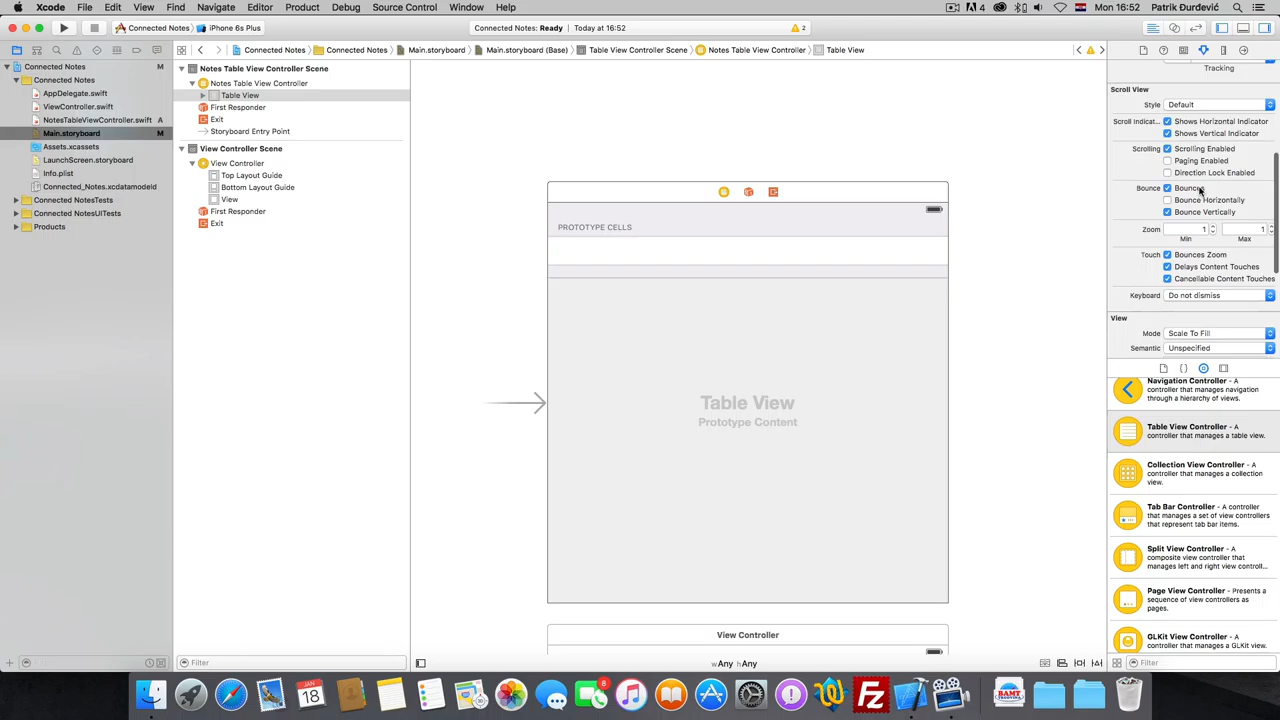 Xcode File Edit View Find Navigate Editor Product Debug Source Control Window Help
Mon 16:52 Patrik Đurđević
Connected Notes iPhone 6s Plus
Connected Notes: Ready Today at 16:52
2
Connected Notes Connected Notes Main.storyboard Main.storyboard (Base) Table View Controller Scene Notes Table View Controller Table View
Connected Notes M
Connected Notes
AppDelegate.swift
ViewController.swift
NotesTableViewController.swift A
Main.storyboard M
Assets.xcassets
LaunchScreen.storyboard
Info.plist
Connected_Notes.xcdatamodeld
Connected NotesTests
Connected NotesUITests
Products
Notes Table View Controller Scene
Notes Table View Controller
Table View
First Responder
Exit
Storyboard Entry Point
View Controller Scene
View Controller
Top Layout Guide
Bottom Layout Guide
View
First Responder
Exit
PROTOTYPE CELLS
Table View
Prototype Content
View Controller
Tracking
Scroll View
Style Default
Scroll Indicat... Shows Horizontal Indicator
Shows Vertical Indicator
Scrolling Scrolling Enabled
Paging Enabled
Direction Lock Enabled
Bounce Bounces
Bounce Horizontally
Bounce Vertically
Zoom 1 1
Min Max
Touch Bounces Zoom
Delays Content Touches
Cancellable Content Touches
Keyboard Do not dismiss
View
Mode Scale To Fill
Semantic Unspecified
Navigation Controller - A
controller that manages navigation
through a hierarchy of views.
Table View Controller - A
controller that manages a table view.
Collection View Controller - A
controller that manages a collection
view.
Tab Bar Controller - A controller
that manages a set of view controllers
that represent tab bar items.
Split View Controller - A
composite view controller that
manages left and right view controll...
Page View Controller - Presents a
sequence of view controllers as
pages.
GLKit View Controller - A
controller that manages a GLKit view.
Filter
Filter
wAny hAny
JAN
18
8
Fz
BAMT